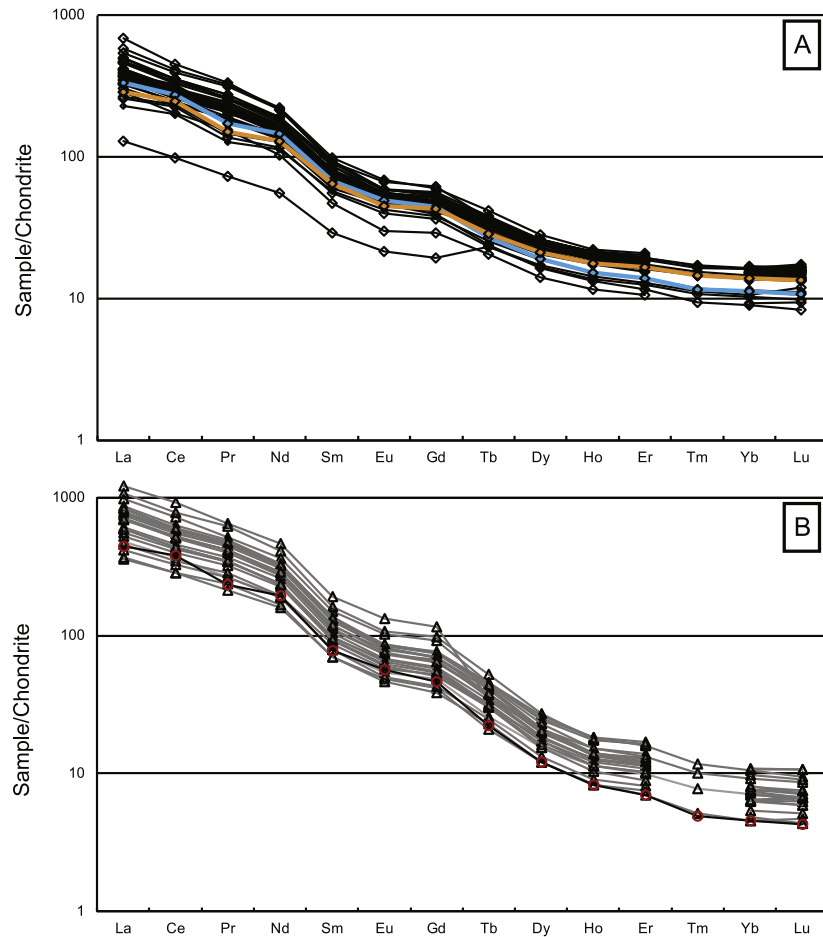 1000
A
100
Sample/Chondrite
10
1
La Ce Pr Nd Sm Eu Gd Tb Dy Ho Er Tm Yb Lu
1000
B
100
Sample/Chondrite
10
1
La Ce Pr Nd Sm Eu Gd Tb Dy Ho Er Tm Yb Lu